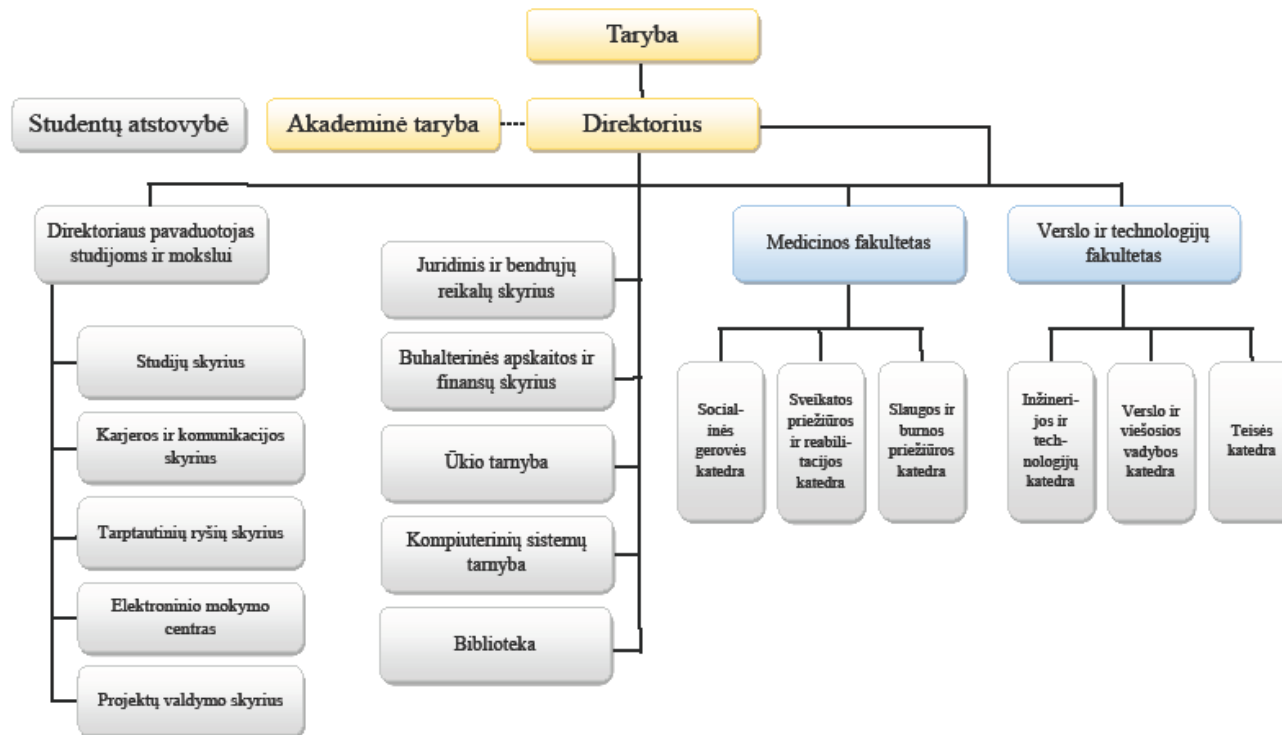 Taryba
Studentų atstovybė
Akademinė taryba
Direktorius
Direktoriaus pavaduotojas
studijoms ir mokslui
Studijų skyrius
Karjeros ir komunikacijos
skyrius
Tarptautinių ryšių skyrius
Elektroninio mokymo
centras
Projektų valdymo skyrius
Juridinis ir bendrųjų
reikalų skyrius
Buhalterinės apskaitos ir
finansų skyrius
Ūkio tarnyba
Kompiuterinių sistemų
tarnyba
Biblioteka
Medicinos fakultetas
Social-
inės
gerovės
katedra
Sveikatos
priežiūros
ir reabili-
tacijos
katedra
Slaugos ir
burnos
priežiūros
katedra
Verslo ir technologijų
fakultetas
Inžineri-
jos ir
tech-
nologijų
katedra
Verslo ir
viešosios
vadybos
katedra
Teisės
katedra